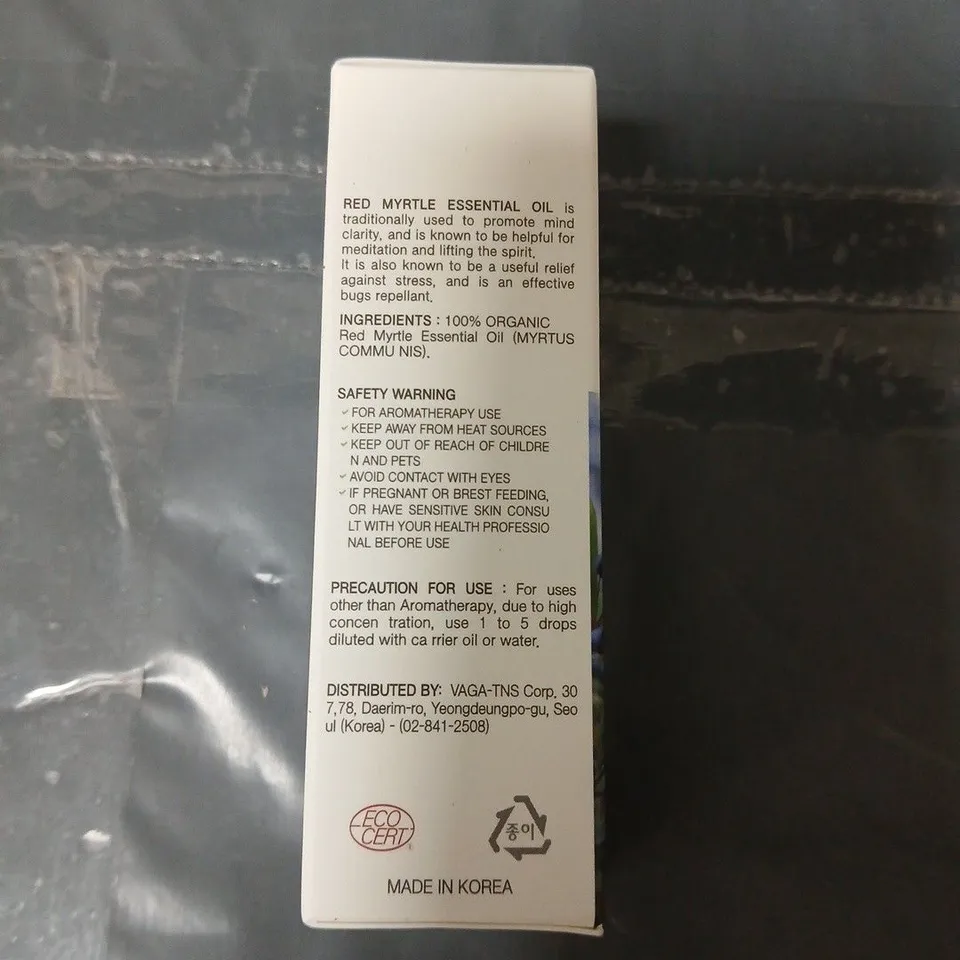 RED MYRTLE ESSENTIAL OIL is
traditionally used to promote mind
clarity, and is known to be helpful for
meditation and lifting the spirit.
It is also known to be a useful relief
against stress, and is an effective
bugs repellant.
INGREDIENTS : 100% ORGANIC
Red Myrtle Essential Oil (MYRTUS
COMMU NIS).
SAFETY WARNING
FOR AROMATHERAPY USE
KEEP AWAY FROM HEAT SOURCES
KEEP OUT OF REACH OF CHILDRE
N AND PETS
AVOID CONTACT WITH EYES
IF PREGNANT OR BREST FEEDING,
OR HAVE SENSITIVE SKIN CONSU
LT WITH YOUR HEALTH PROFESSIO
NAL BEFORE USE
PRECAUTION FOR USE : For uses
other than Aromatherapy, due to high
concen tration, use 1 to 5 drops
diluted with ca rrier oil or water.
DISTRIBUTED BY: VAGA-TNS Corp. 30
7,78, Daerim-ro, Yeongdeungpo-gu, Seo
ul (Korea) - (02-841-2508)
ECO
CERT
종이
MADE IN KOREA